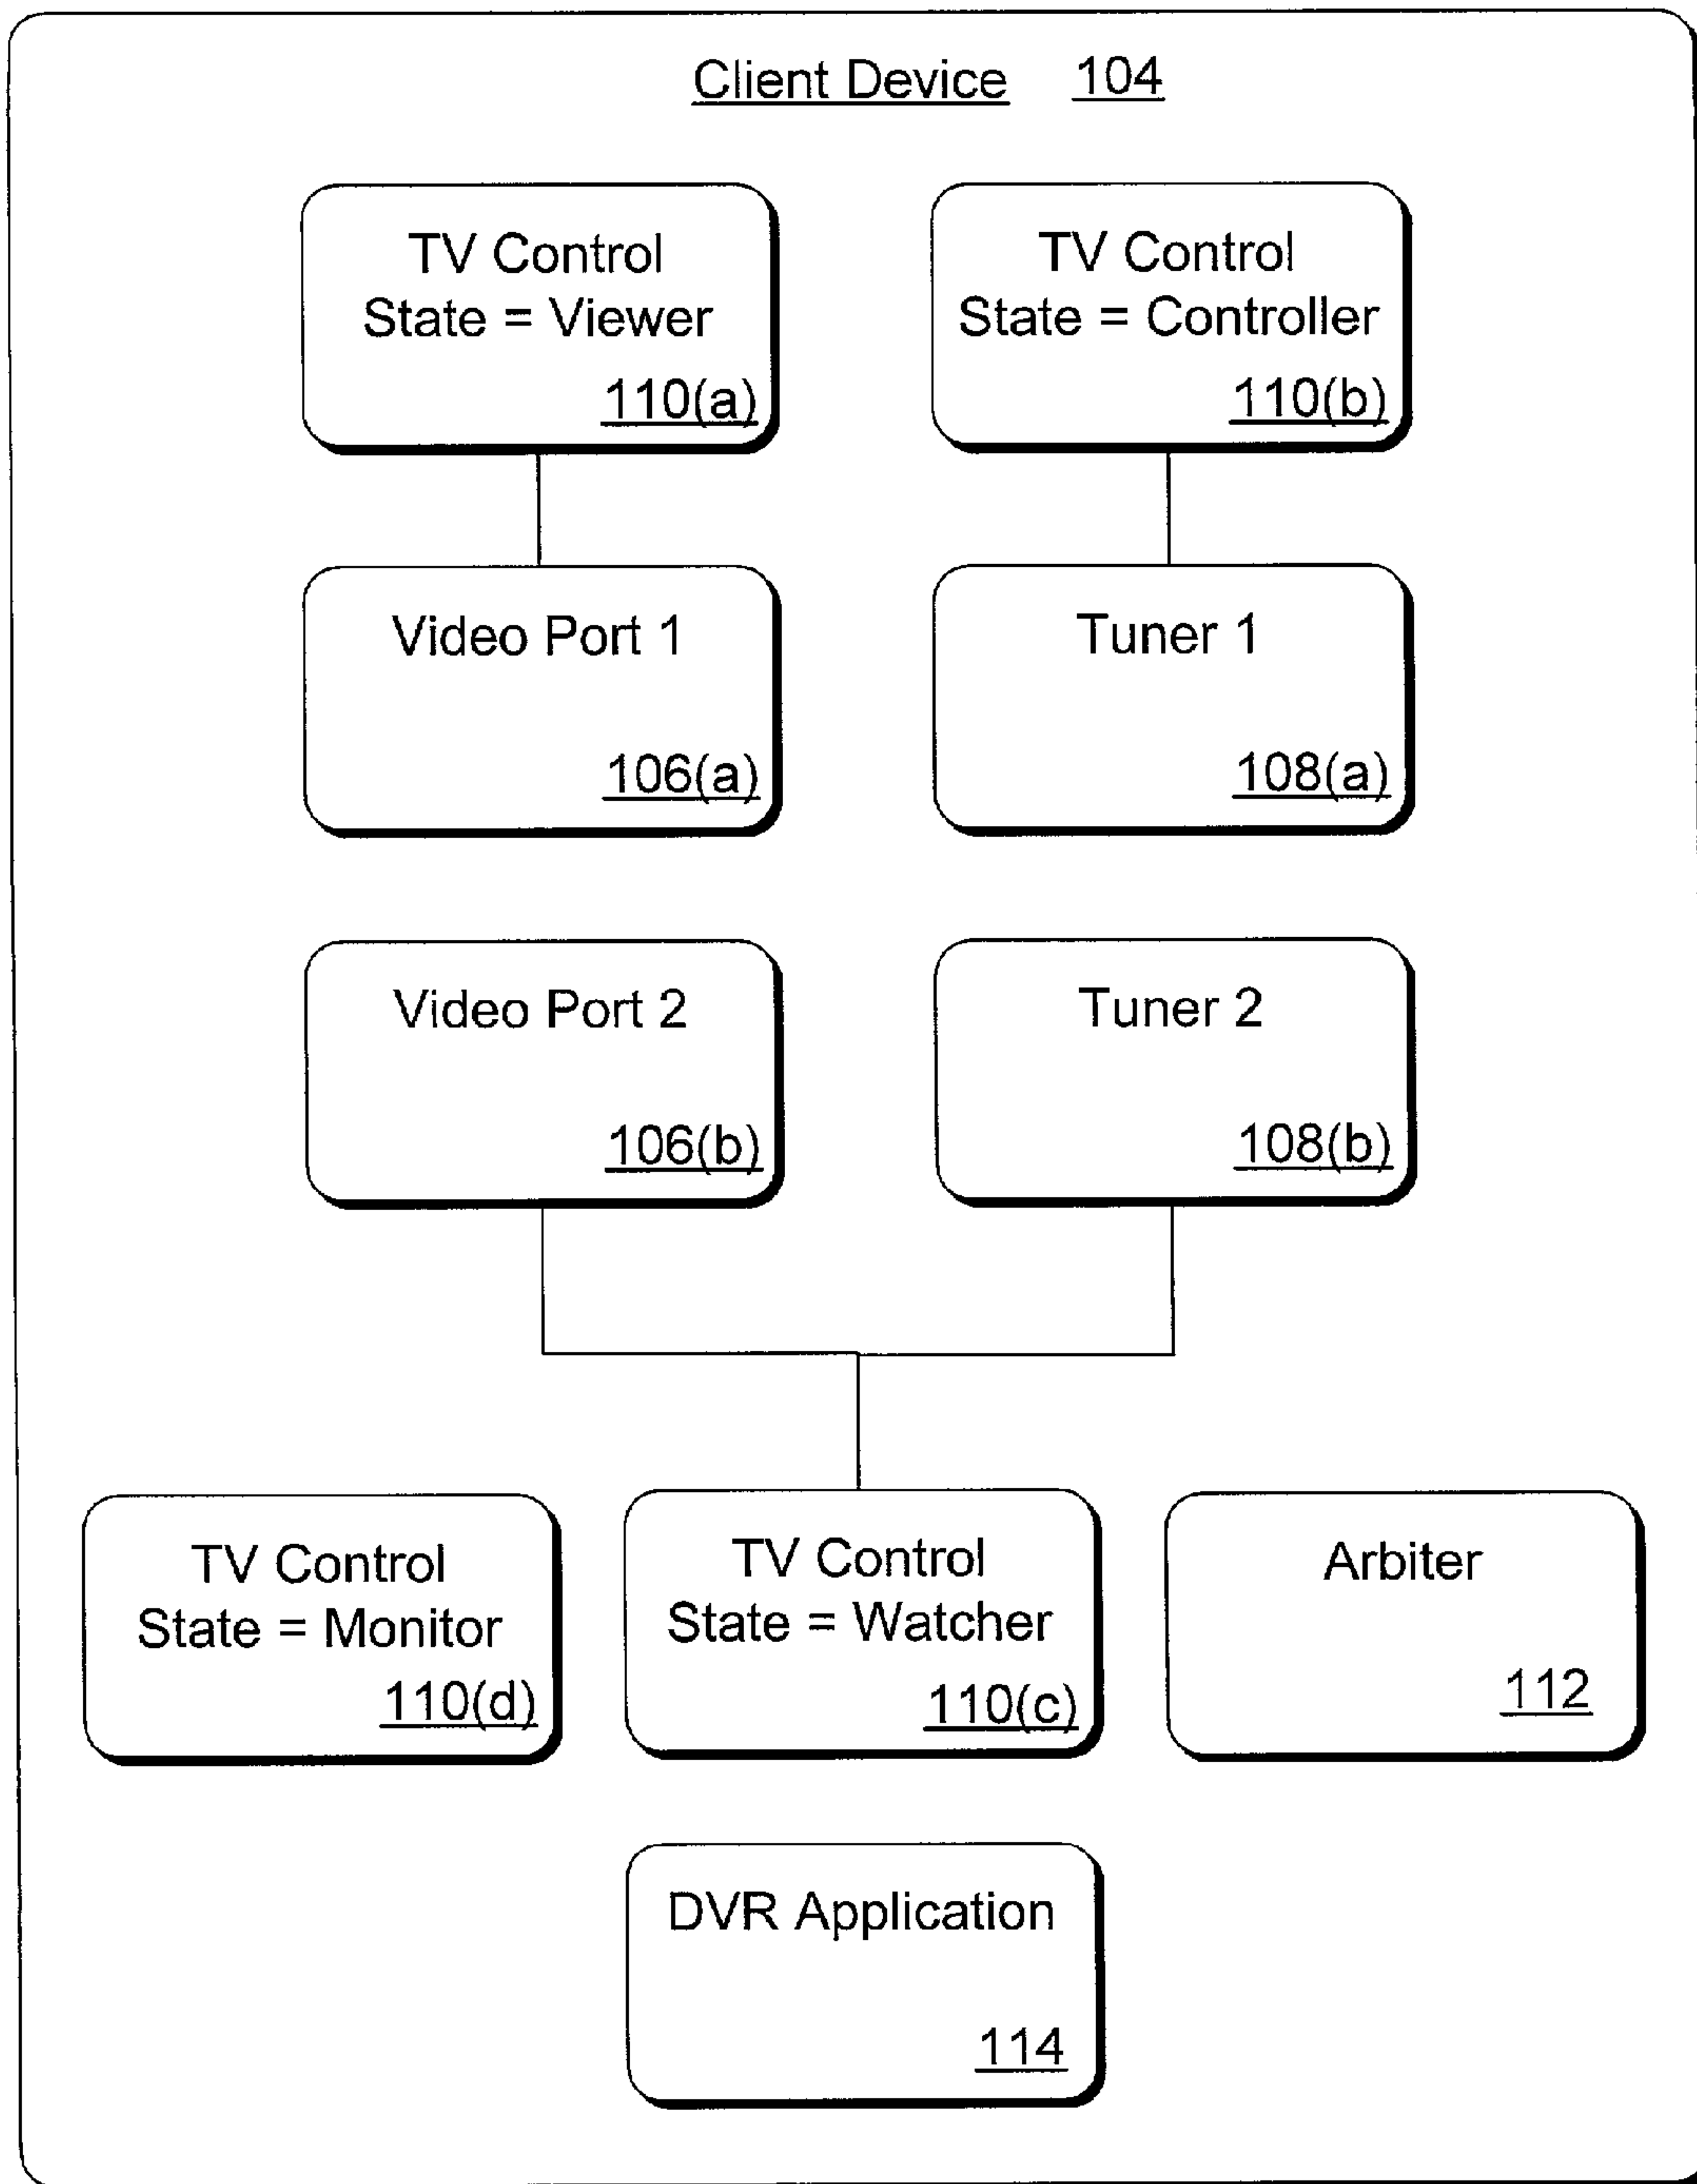 Client Device 104
TV Control
State = Viewer
110(a)
TV Control
State = Controller
110(b)
Video Port 1
106(a)
Tuner 1
108(a)
Video Port 2
106(b)
Tuner 2
108(b)
TV Control
State = Monitor
110(d)
TV Control
State = Watcher
110(c)
Arbiter
112
DVR Application
114